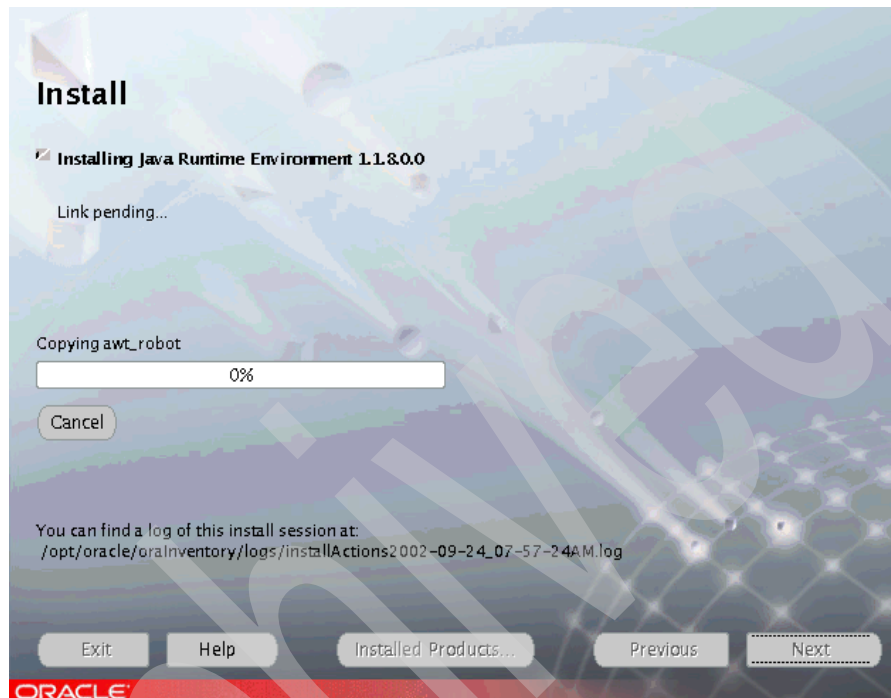 Install
Installing Java Runtime Environment 1.1.8.0.0
Link pending...
Copying awt_robot
0%
Cancel
You can find a log of this install session at:
/opt/oracle/oraInventory/logs/installActions2002-09-24_07-57-24AM.log
Exit Help Installed Products... Previous Next
ORACLE